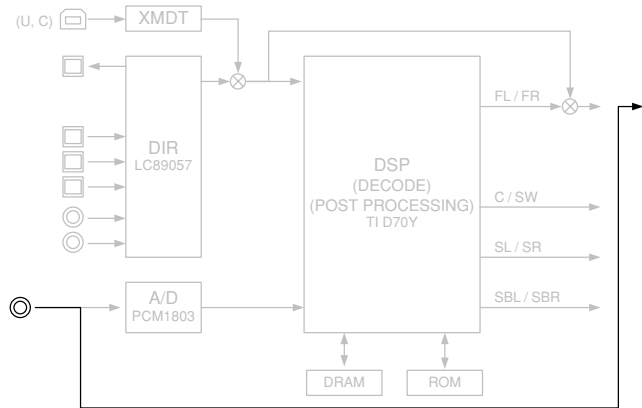 (U, C)
XMDT
FL / FR
DIR
LC89057
DSP
(DECODE)
(POST PROCESSING)
TI D70Y
C / SW
SL / SR
A/D
PCM1803
SBL / SBR
DRAM
ROM